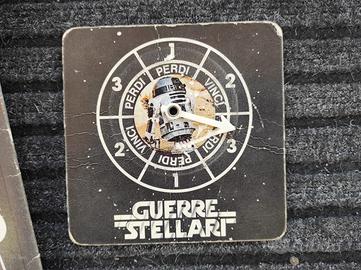 1
2
3
1
2
3
PERDI
VINCI
PERDI
PERDI
VINCI
PERDI
GUERRE
STELLARI